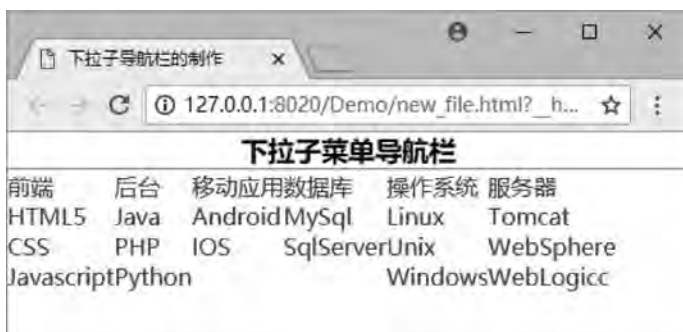 下拉子导航栏的制作
127.0.0.1:8020/Demo/new_file.html?__h...
下拉子菜单导航栏
前端 后台 移动应用数据库 操作系统 服务器
HTML5 Java Android MySql Linux Tomcat
CSS PHP IOS SqlServerUnix WebSphere
JavascriptPython WindowsWebLogicc